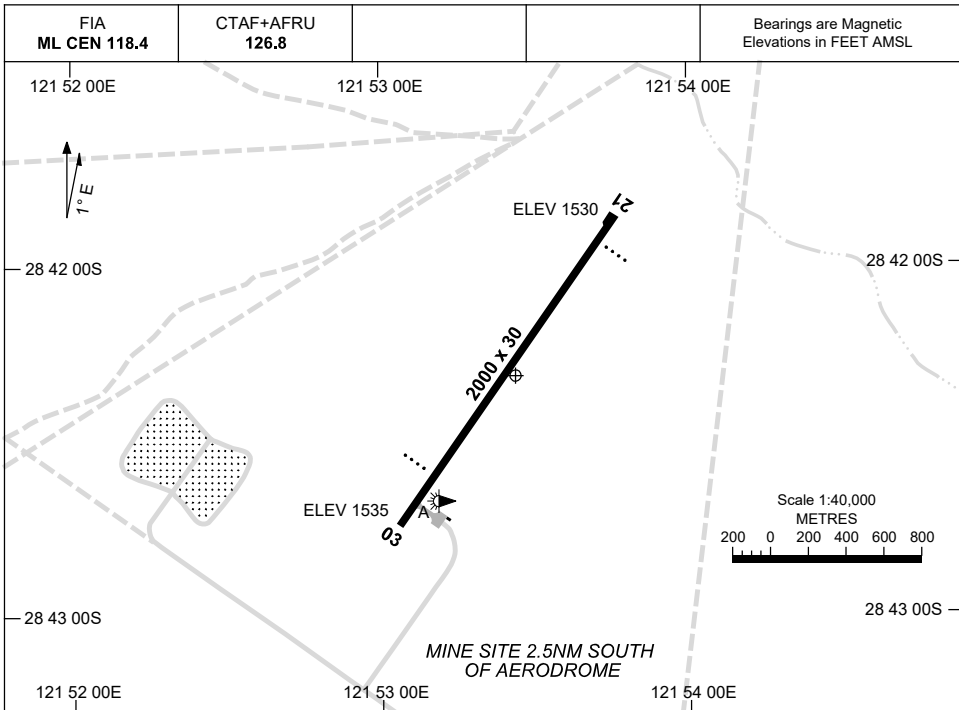 FIA
ML CEN 118.4
CTAF+AFRU
126.8
Bearings are Magnetic
Elevations in FEET AMSL
121 52 00E
121 53 00E
121 54 00E
1° E
ELEV 1530
21
28 42 00S
28 42 00S
2000 x 30
ELEV 1535
A
03
Scale 1:40,000
METRES
200 0 200 400 600 800
28 43 00S
28 43 00S
MINE SITE 2.5NM SOUTH
OF AERODROME
121 52 00E
121 53 00E
121 54 00E